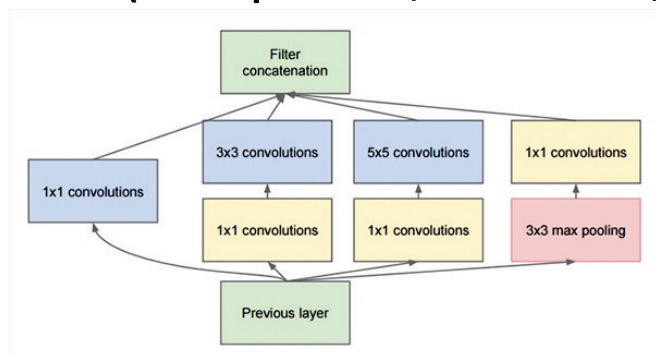 Filter
concatenation
3x3 convolutions
5x5 convolutions
1x1 convolutions
1x1 convolutions
1x1 convolutions
1x1 convolutions
3x3 max pooling
Previous layer